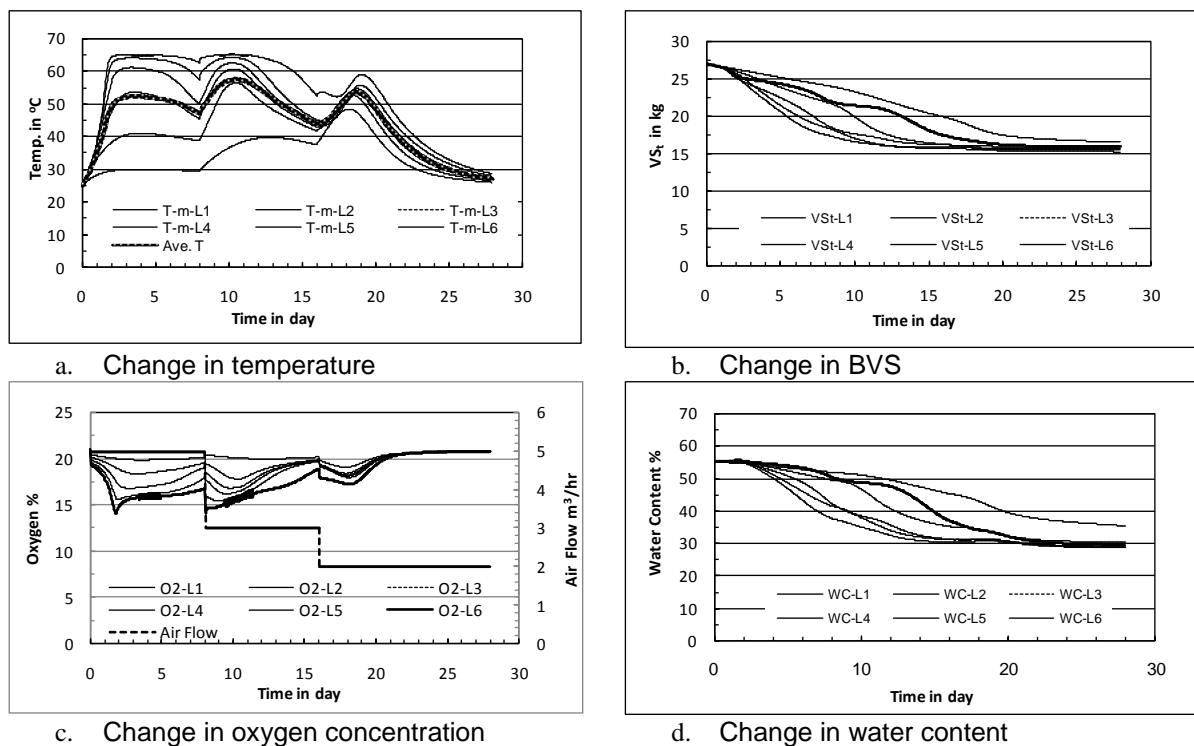 70
60
50
40
30
20
10
0
Temp. in ºC
T-m-L1 T-m-L2 T-m-L3
T-m-L4 T-m-L5 T-m-L6
Ave. T
0 5 10 15 20 25 30
Time in day
a. Change in temperature
30
25
20
15
10
5
0
VSt in kg
VSt-L1 VSt-L2 VSt-L3
VSt-L4 VSt-L5 VSt-L6
0 5 10 15 20 25 30
Time in day
b. Change in BVS
25
20
15
10
5
0
Oxygen %
6
5
4
3
2
1
0
Air Flow m³/hr
O2-L1 O2-L2 O2-L3
O2-L4 O2-L5 O2-L6
Air Flow
0 5 10 15 20 25 30
Time in day
c. Change in oxygen concentration
70
60
50
40
30
20
10
0
Water Content %
WC-L1 WC-L2 WC-L3
WC-L4 WC-L5 WC-L6
0 10 20 30
Time in day
d. Change in water content